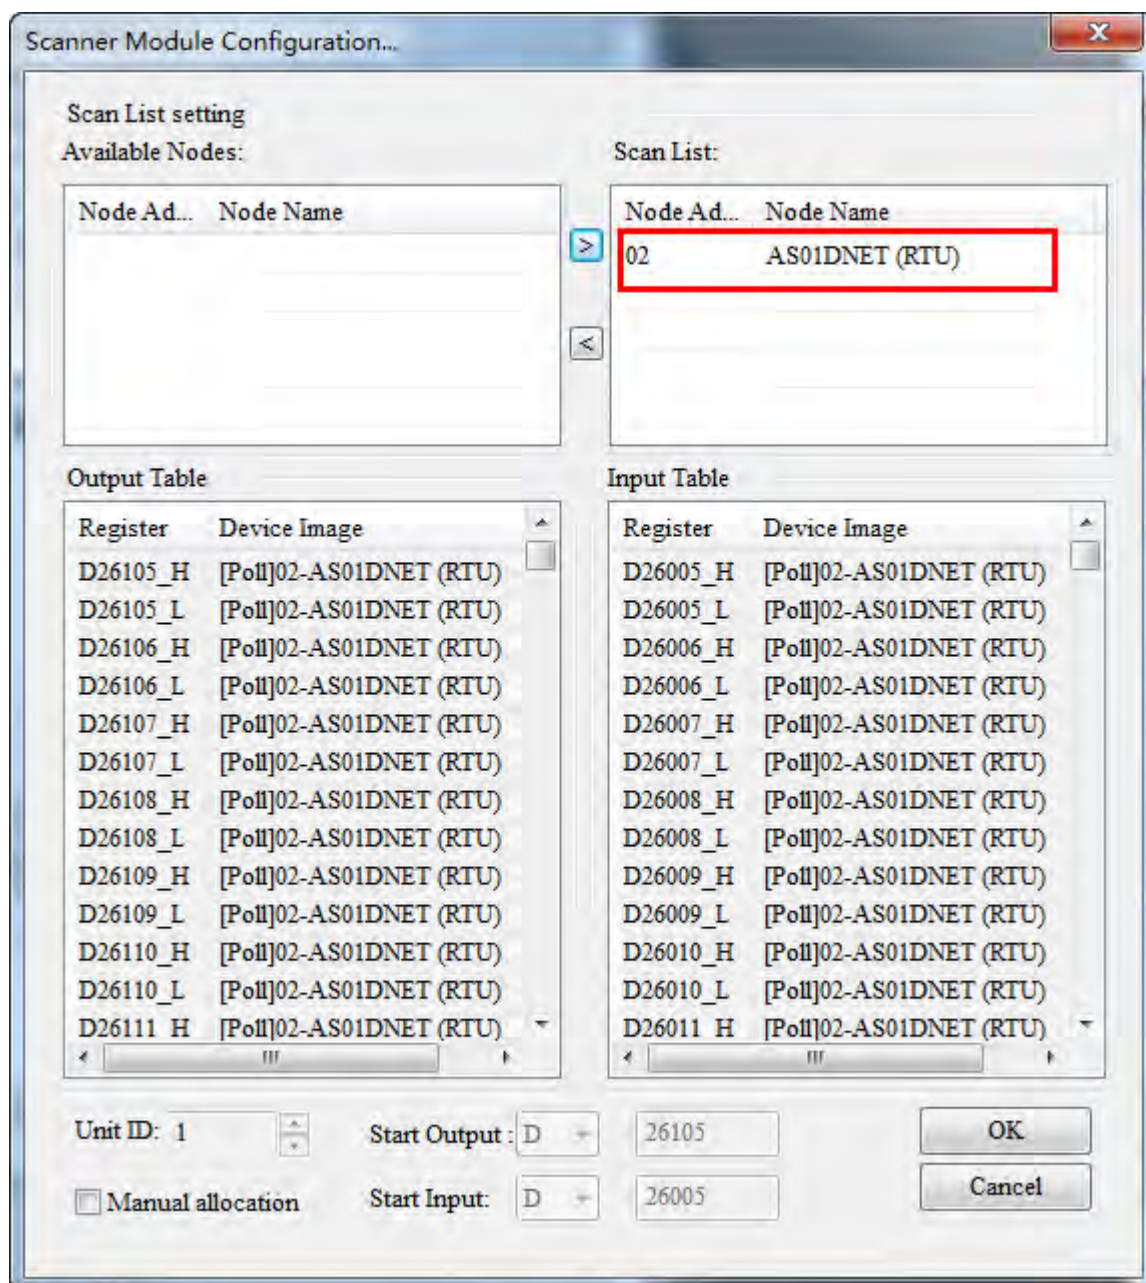 Scanner Module Configuration...
Scan List setting
Available Nodes:
Scan List:
Node Ad... Node Name
Node Ad... Node Name
>
02 AS01DNET (RTU)
<
Output Table
Input Table
Register Device Image
Register Device Image
D26105_H [Poll]02-AS01DNET (RTU)
D26005_H [Poll]02-AS01DNET (RTU)
D26105_L [Poll]02-AS01DNET (RTU)
D26005_L [Poll]02-AS01DNET (RTU)
D26106_H [Poll]02-AS01DNET (RTU)
D26006_H [Poll]02-AS01DNET (RTU)
D26106_L [Poll]02-AS01DNET (RTU)
D26006_L [Poll]02-AS01DNET (RTU)
D26107_H [Poll]02-AS01DNET (RTU)
D26007_H [Poll]02-AS01DNET (RTU)
D26107_L [Poll]02-AS01DNET (RTU)
D26007_L [Poll]02-AS01DNET (RTU)
D26108_H [Poll]02-AS01DNET (RTU)
D26008_H [Poll]02-AS01DNET (RTU)
D26108_L [Poll]02-AS01DNET (RTU)
D26008_L [Poll]02-AS01DNET (RTU)
D26109_H [Poll]02-AS01DNET (RTU)
D26009_H [Poll]02-AS01DNET (RTU)
D26109_L [Poll]02-AS01DNET (RTU)
D26009_L [Poll]02-AS01DNET (RTU)
D26110_H [Poll]02-AS01DNET (RTU)
D26010_H [Poll]02-AS01DNET (RTU)
D26110_L [Poll]02-AS01DNET (RTU)
D26010_L [Poll]02-AS01DNET (RTU)
D26111_H [Poll]02-AS01DNET (RTU)
D26011_H [Poll]02-AS01DNET (RTU)
Unit ID: 1
Start Output : D 26105
OK
Manual allocation
Start Input: D 26005
Cancel